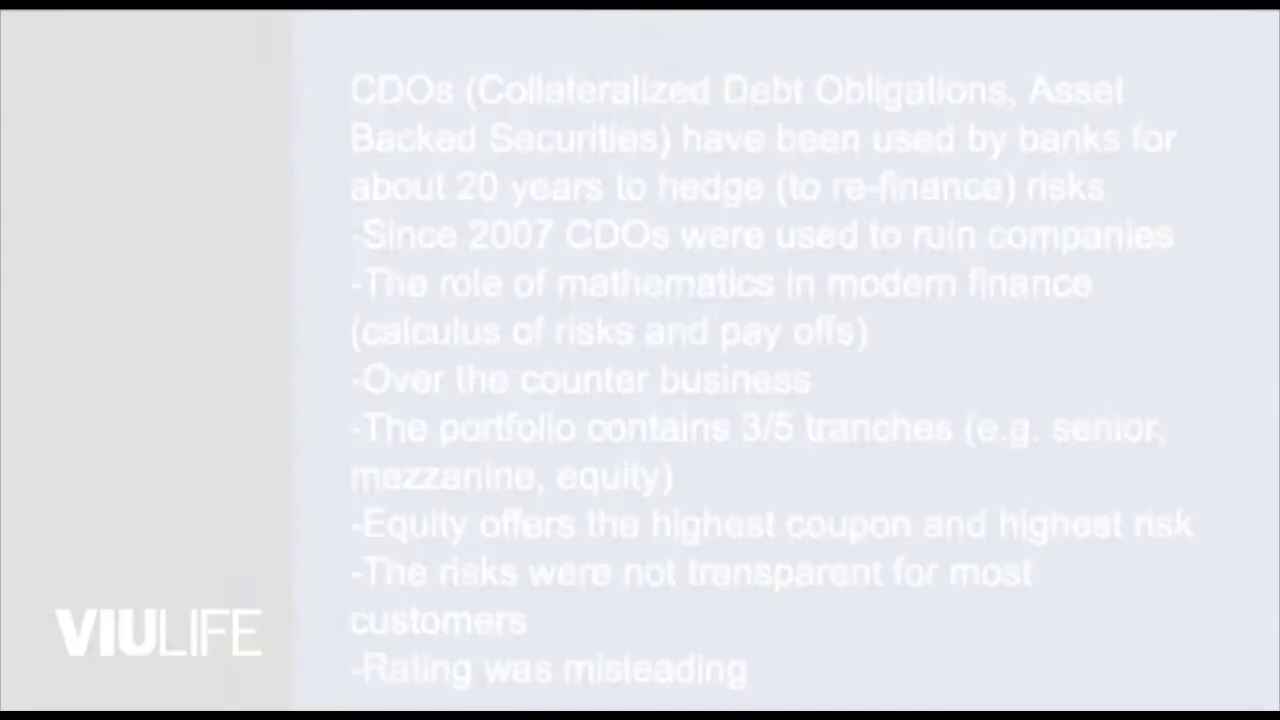 CDOs (Collateralized Debt Obligations, Asset
Backed Securities) have been used by banks for
about 20 years to hedge (to re-finance) risks
-Since 2007 CDOs were used to ruin companies
-The role of mathematics in modern finance
(calculus of risks and pay offs)
-Over the counter business
-The portfolio contains 3/5 tranches (e.g. senior,
mezzanine, equity)
-Equity offers the highest coupon and highest risk
-The risks were not transparent for most
customers
-Rating was misleading
VIULIFE